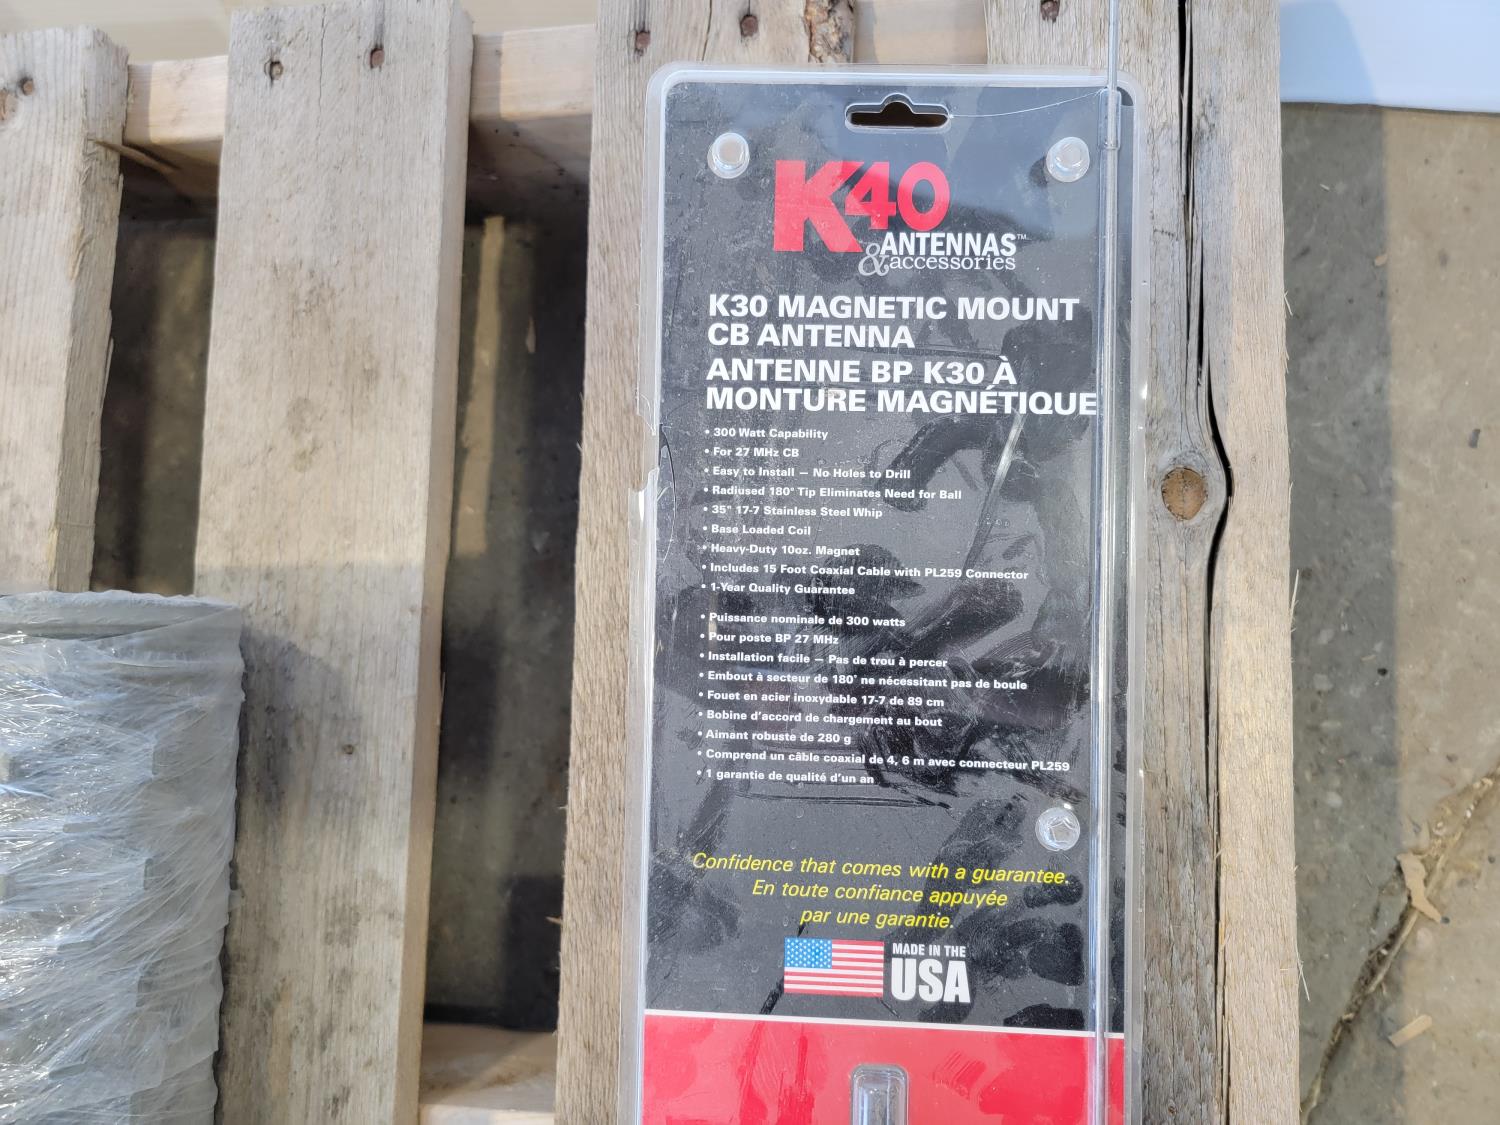 K40
ANTENNAS™
& accessories
K30 MAGNETIC MOUNT
CB ANTENNA
ANTENNE BP K30 À
MONTURE MAGNÉTIQUE
• 300 Watt Capability
• For 27 MHz CB
• Easy to Install — No Holes to Drill
• Radiused 180° Tip Eliminates Need for Ball
• 35" 17-7 Stainless Steel Whip
• Base Loaded Coil
• Heavy-Duty 10oz. Magnet
• Includes 15 Foot Coaxial Cable with PL259 Connector
• 1-Year Quality Guarantee
• Puissance nominale de 300 watts
• Pour poste BP 27 MHz
• Installation facile — Pas de trou à percer
• Embout à secteur de 180° ne nécessitant pas de boule
• Fouet en acier inoxydable 17-7 de 89 cm
• Bobine d'accord de chargement au bout
• Aimant robuste de 280 g
• Comprend un câble coaxial de 4, 6 m avec connecteur PL259
• 1 garantie de qualité d'un an
Confidence that comes with a guarantee.
En toute confiance appuyée
par une garantie.
MADE IN THE
USA